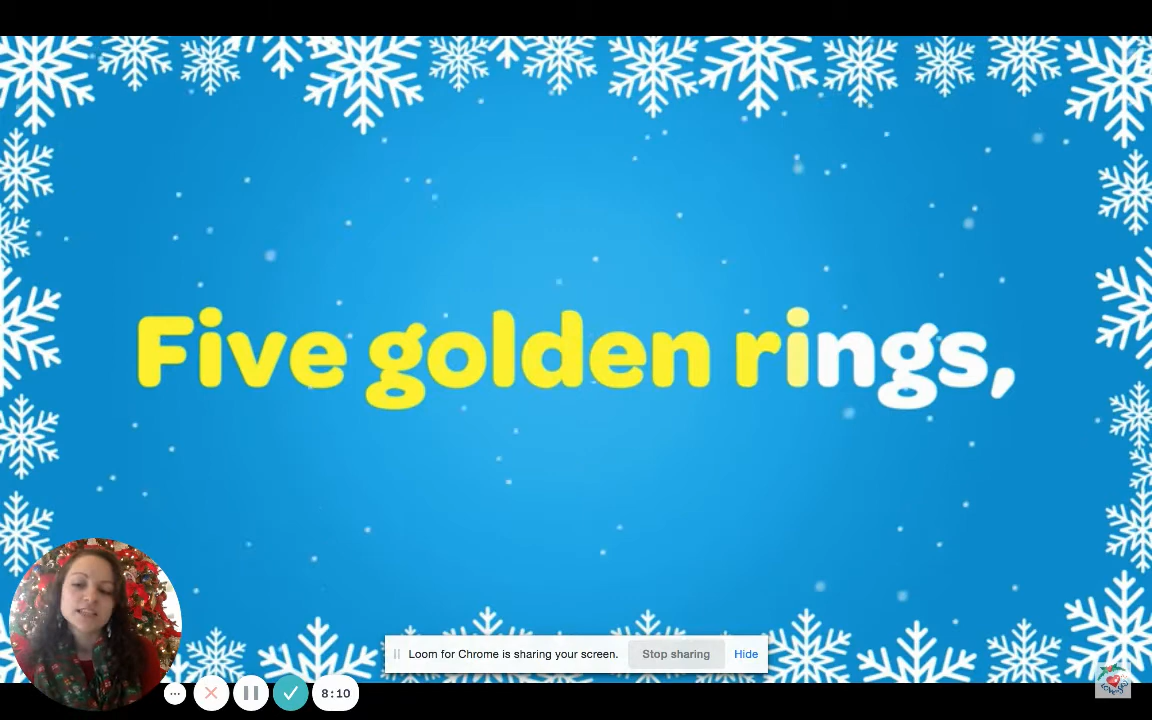 Five golden rings,
Loom for Chrome is sharing your screen. Stop sharing Hide
8:10